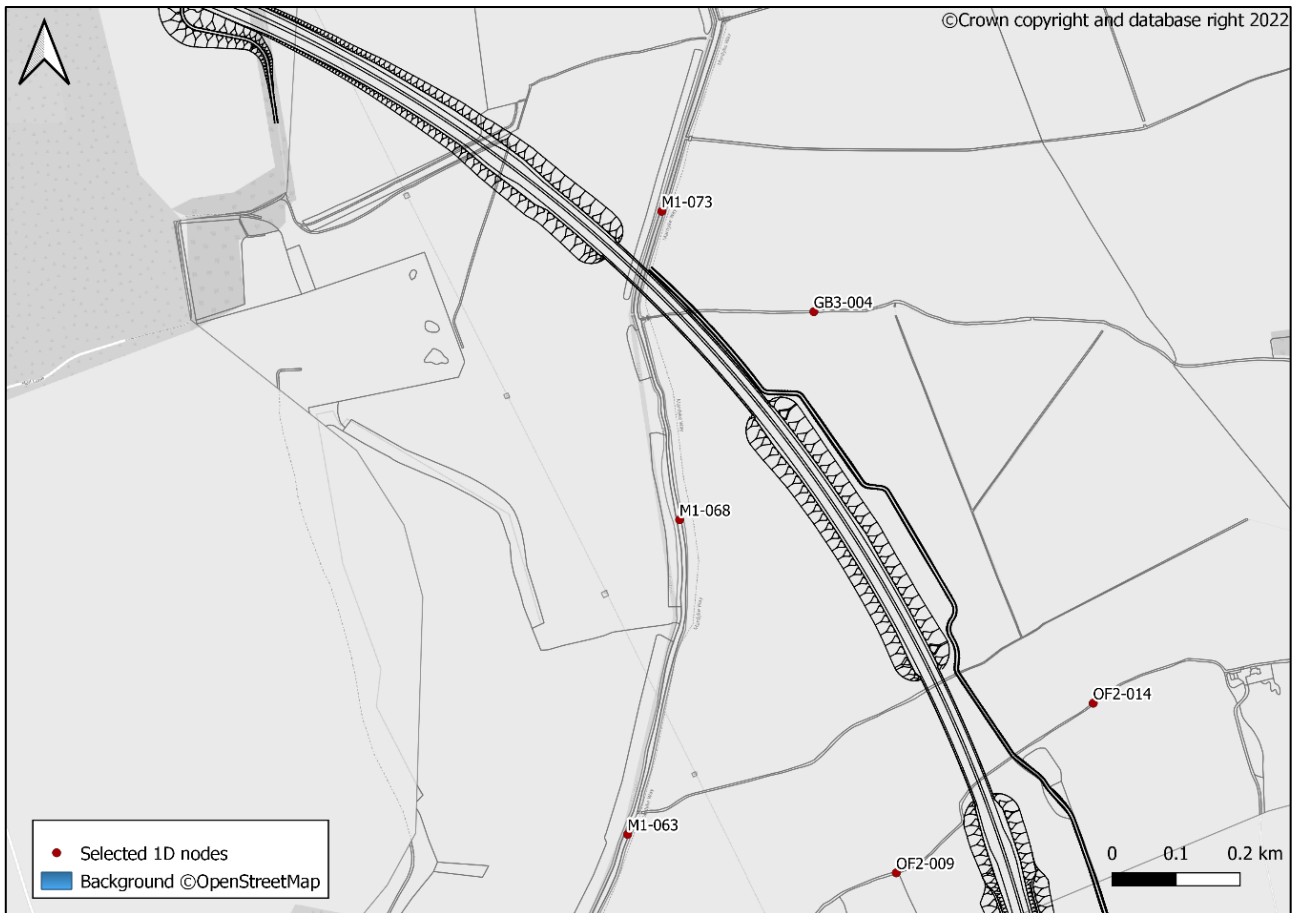 ©Crown copyright and database right 2022
M1-073
GB3-004
M1-068
OF2-014
M1-063
OF2-009
Selected 1D nodes
Background ©OpenStreetMap
0 0.1 0.2 km